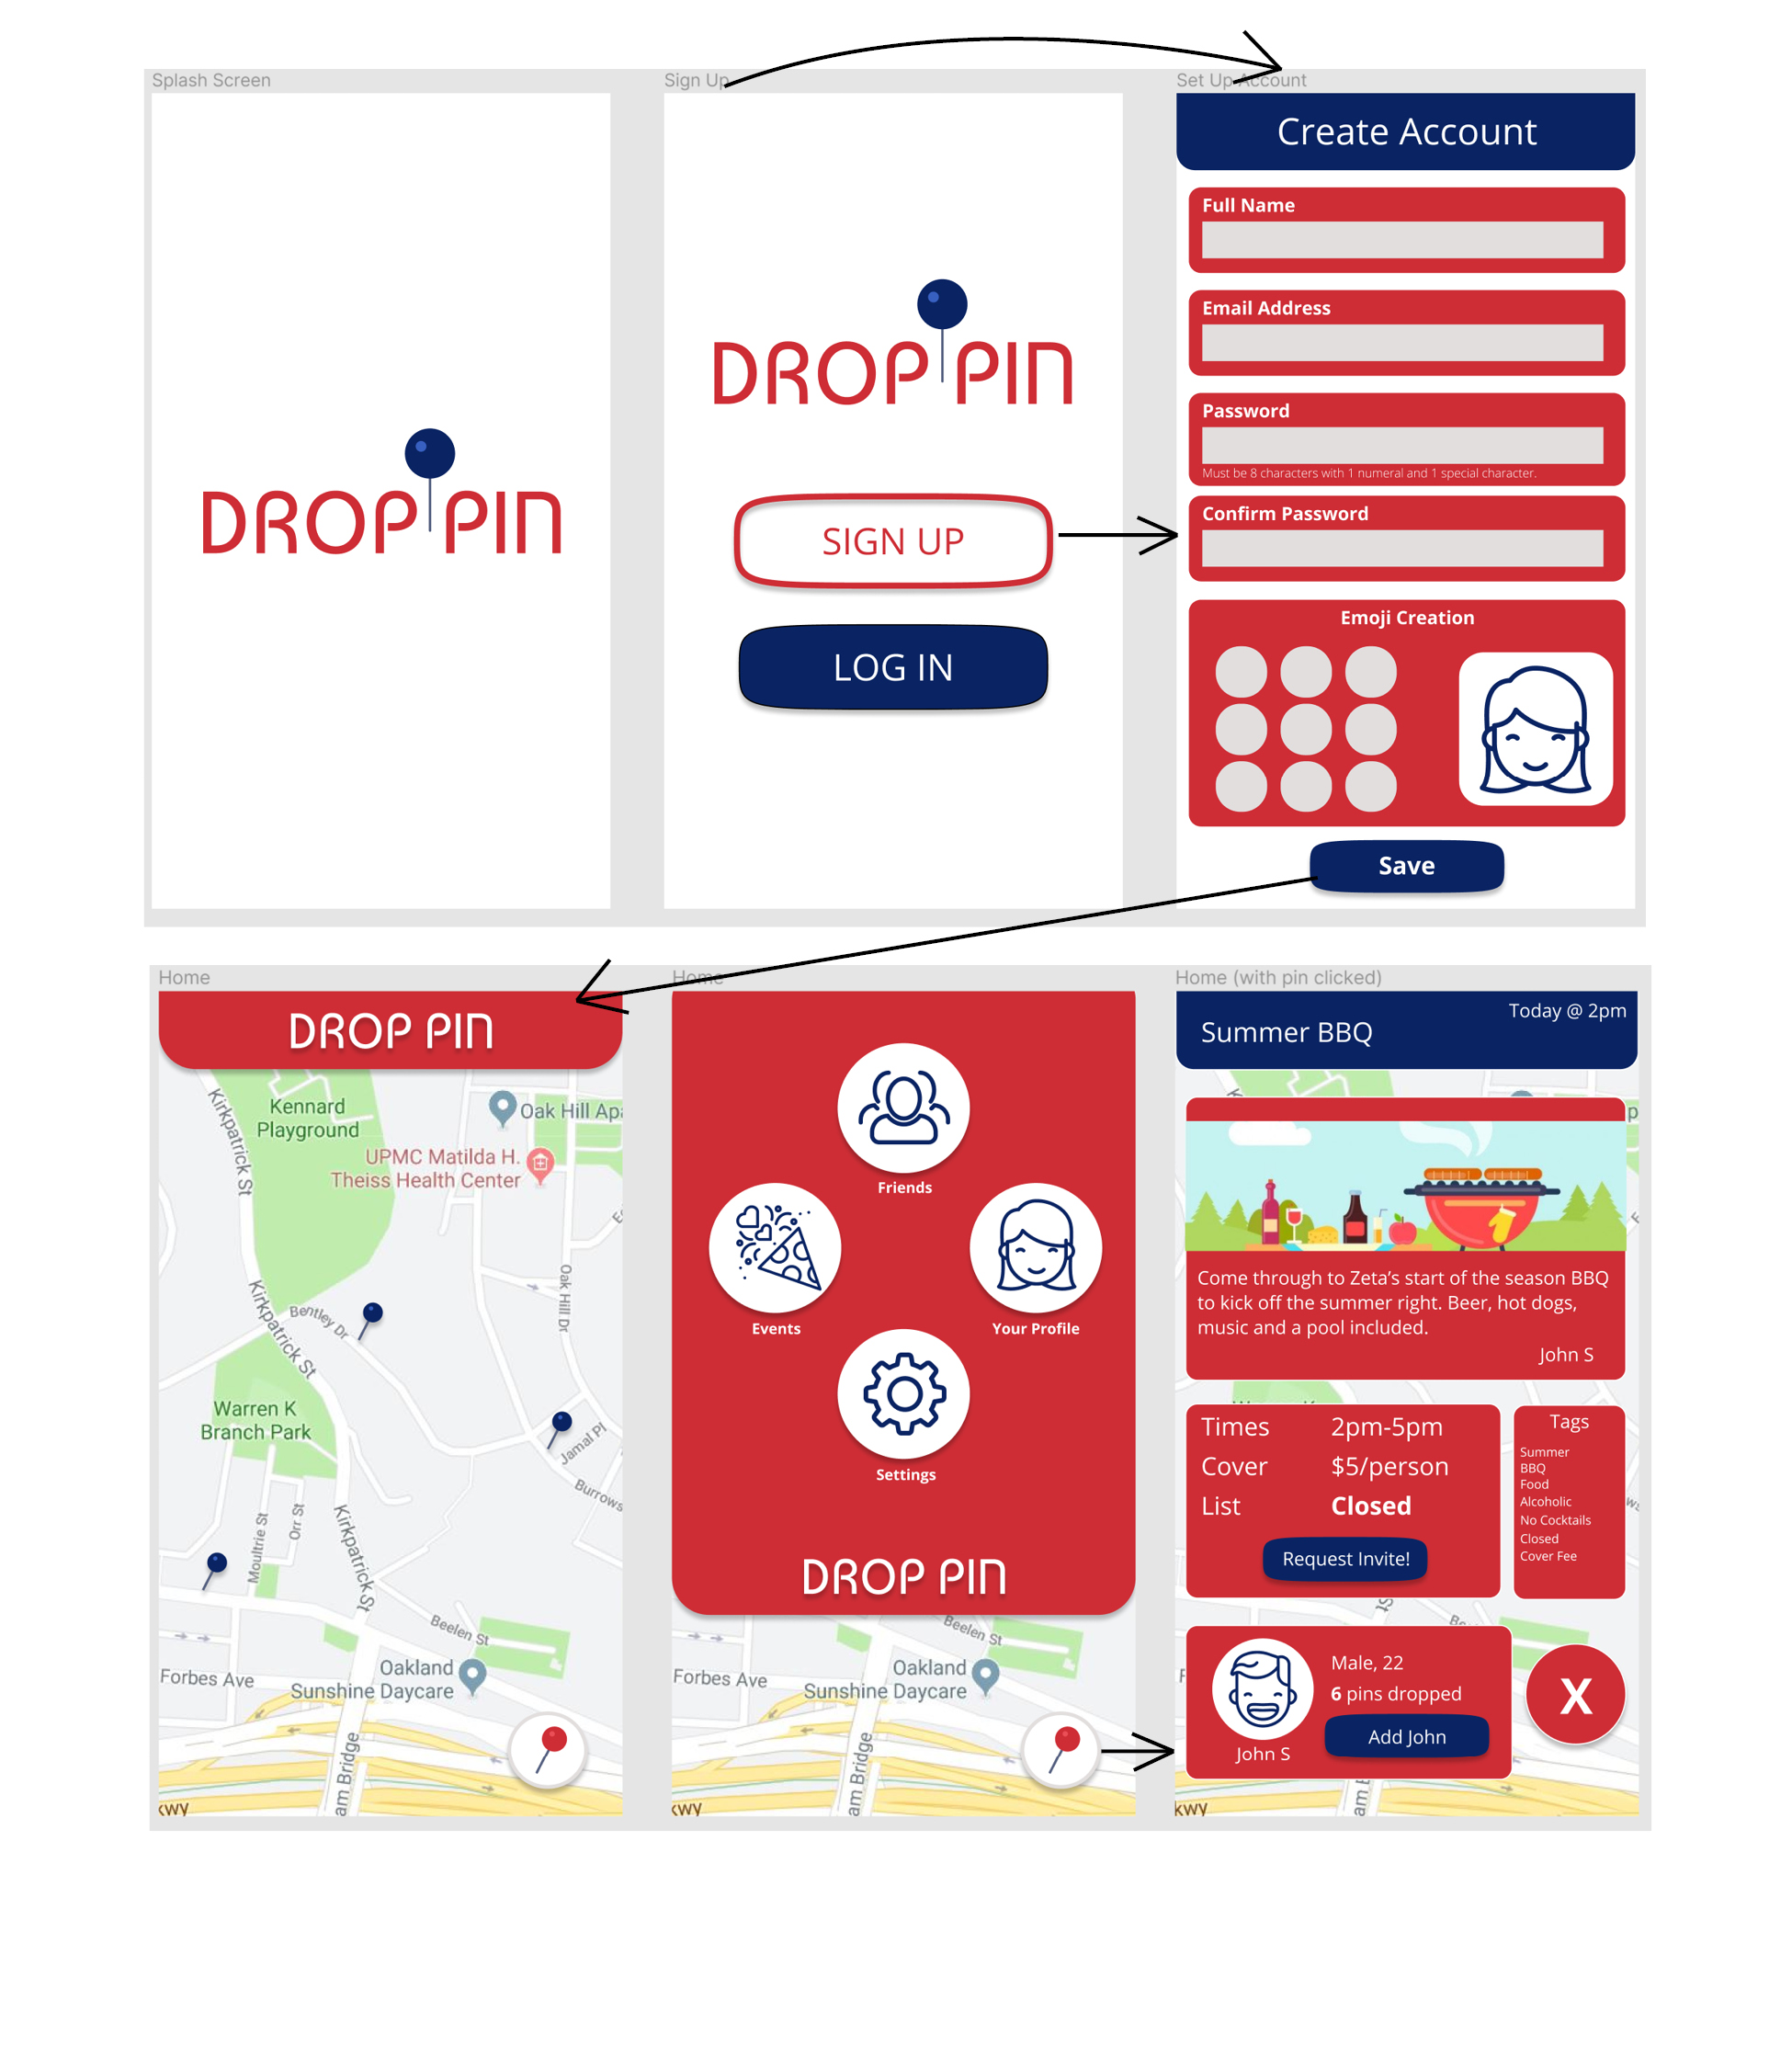 Splash Screen
DROP PIN
Sign Up
DROP PIN
SIGN UP
LOG IN
Set Up Account
Create Account
Full Name
Email Address
Password
Must be 8 characters with 1 numeral and 1 special character.
Confirm Password
Emoji Creation
Save
Home
DROP PIN
Kirkpatrick St
Kennard
Playground
Oak Hill Apa
UPMC Matilda H.
Theiss Health Center
Kirkpatrick St
Bentley Dr
Oak Hill Dr
Warren K
Branch Park
Jamal Pl
Burrows
Moultrie St
Orr St
Kirkpatrick St
Beelen St
Forbes Ave
Oakland
Sunshine Daycare
am Bridge
kwy
Home
Friends
Events
Your Profile
Settings
DROP PIN
Beelen St
Forbes Ave
Oakland
Sunshine Daycare
am Bridge
kwy
Home (with pin clicked)
Today @ 2pm
Summer BBQ
Come through to Zeta's start of the season BBQ
to kick off the summer right. Beer, hot dogs,
music and a pool included.
John S
Times 2pm-5pm
Cover $5/person
List Closed
Request Invite!
Tags
Summer
BBQ
Food
Alcoholic
No Cocktails
Closed
Cover Fee
St
Male, 22
6 pins dropped
Add John
John S
X
am
kwy